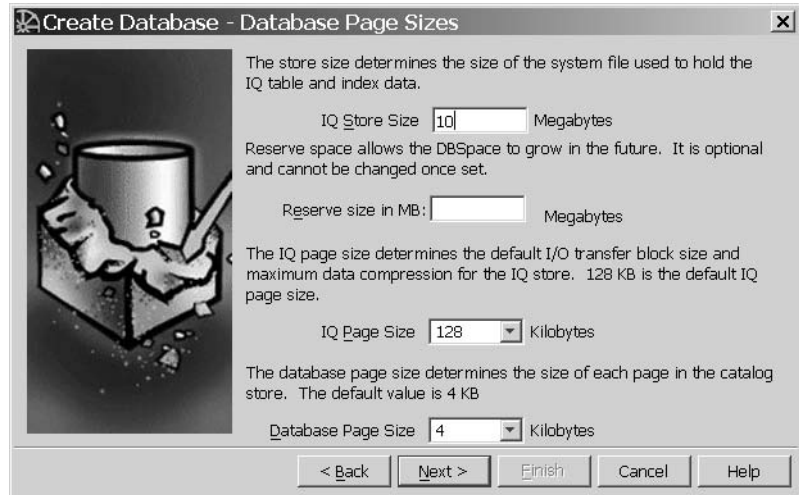 Create Database - Database Page Sizes
The store size determines the size of the system file used to hold the
IQ table and index data.
IQ Store Size 10 Megabytes
Reserve space allows the DBSpace to grow in the future. It is optional
and cannot be changed once set.
Reserve size in MB: Megabytes
The IQ page size determines the default I/O transfer block size and
maximum data compression for the IQ store. 128 KB is the default IQ
page size.
IQ Page Size 128 Kilobytes
The database page size determines the size of each page in the catalog
store. The default value is 4 KB
Database Page Size 4 Kilobytes
< Back Next > Finish Cancel Help